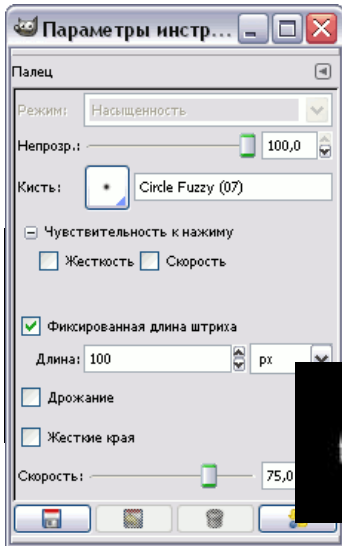 Параметры инстр...
Палец
Режим: Насыщенность
Непрозр.: 100,0
Кисть: Circle Fuzzy (07)
Чувствительность к нажиму
Жесткость Скорость
Фиксированная длина штриха
Длина: 100 px
Дрожание
Жесткие края
Скорость: 75,0